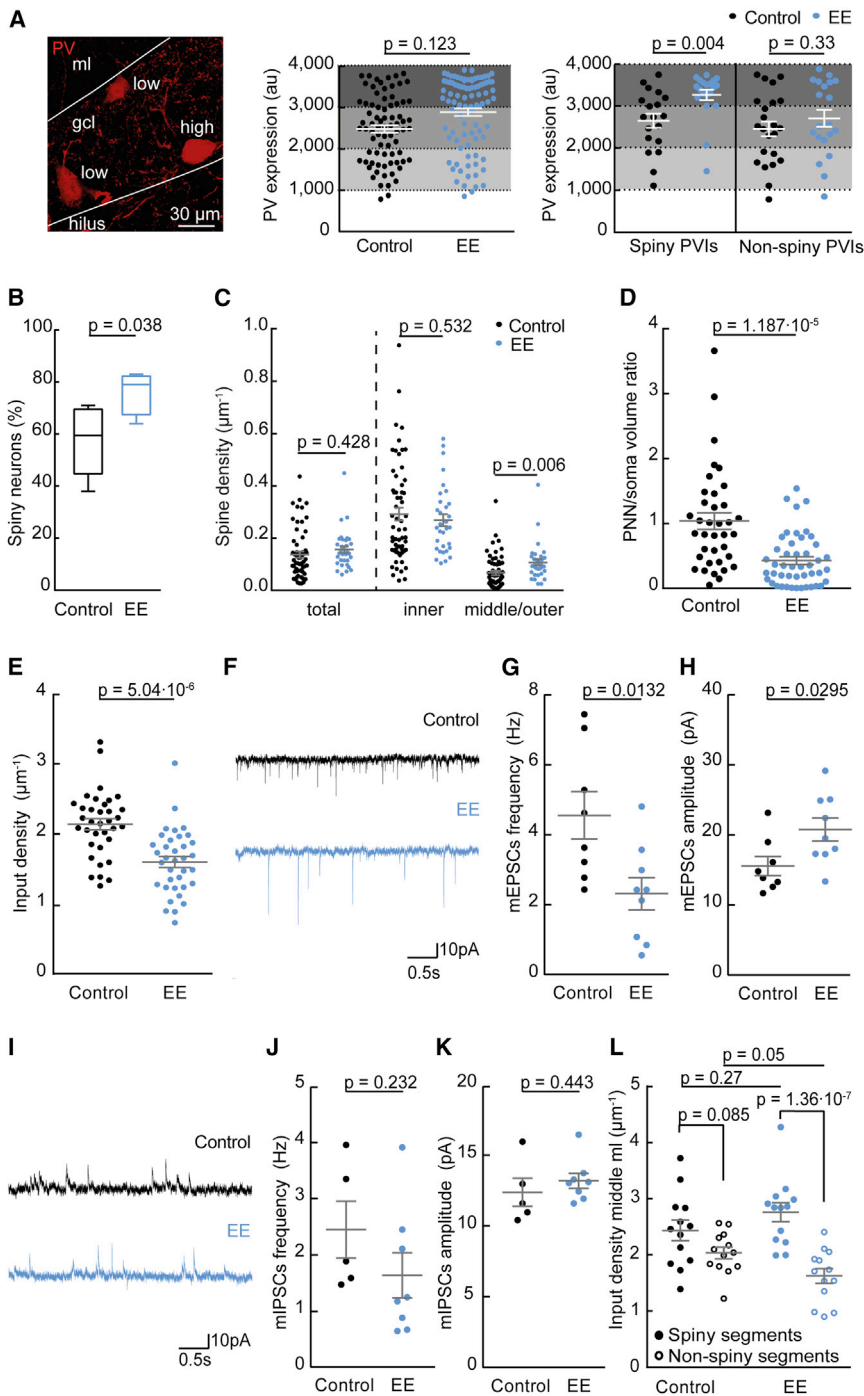 A
Control EE
PV
ml
low
gcl
high
low
hilus
30 µm
p = 0.123
PV expression (au)
4,000
3,000
2,000
1,000
0
Control EE
p = 0.004 p = 0.33
PV expression (au)
4,000
3,000
2,000
1,000
0
Spiny PVIs Non-spiny PVIs
B
p = 0.038
Spiny neurons (%)
100
80
60
40
20
0
Control EE
C
Control
EE
p = 0.532
p = 0.428
p = 0.006
Spine density (µm⁻¹)
1.0
0.8
0.6
0.4
0.2
0.0
total inner middle/outer
D
p = 1.187·10⁻⁵
PNN/soma volume ratio
4
3
2
1
0
Control EE
E
p = 5.04·10⁻⁶
Input density (µm⁻¹)
4
3
2
1
0
Control EE
F
Control
EE
10pA
0.5s
G
p = 0.0132
mEPSCs frequency (Hz)
8
6
4
2
0
Control EE
H
p = 0.0295
mEPSCs amplitude (pA)
40
30
20
10
0
Control EE
I
Control
EE
10pA
0.5s
J
p = 0.232
mIPSCs frequency (Hz)
5
4
3
2
1
0
Control EE
K
p = 0.443
mIPSCs amplitude (pA)
20
15
10
5
0
Control EE
L
p = 0.05
p = 0.27
p = 1.36·10⁻⁷
p = 0.085
Input density middle ml (µm⁻¹)
5
4
3
2
1
0
Spiny segments
Non-spiny segments
Control EE